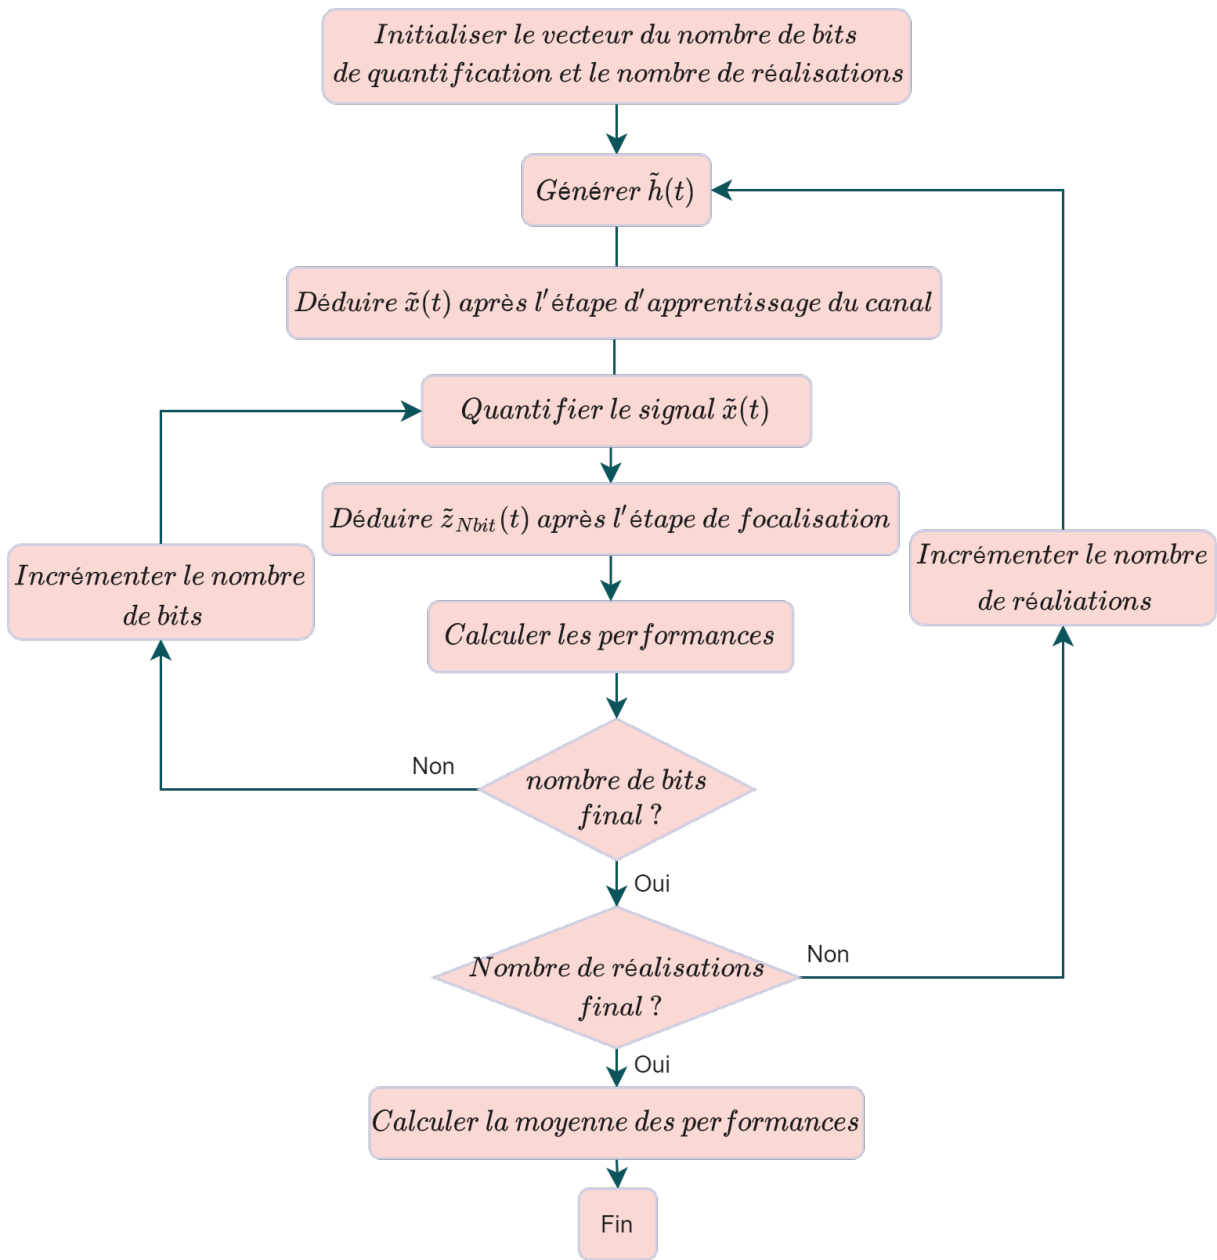 Initialiser le vecteur du nombre de bits
de quantification et le nombre de réalisations
Générer h̃(t)
Déduire x̃(t) après l'étape d'apprentissage du canal
Quantifier le signal x̃(t)
Déduire z̃_{Nbit}(t) après l'étape de focalisation
Incrémenter le nombre
de bits
Incrémenter le nombre
de réaliations
Calculer les performances
Non
nombre de bits
final ?
Oui
Nombre de réalisations
final ?
Non
Oui
Calculer la moyenne des performances
Fin